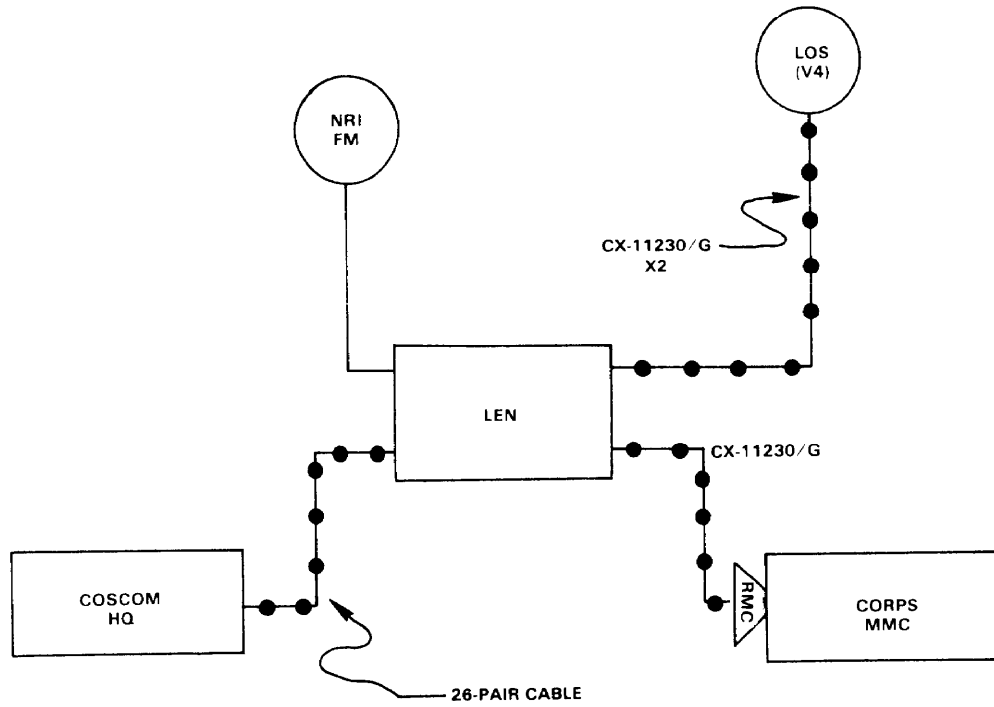 LOS
(V4)
NRI
FM
CX-11230/G
X2
LEN
CX-11230/G
COSCOM
HQ
RMC
CORPS
MMC
26-PAIR CABLE